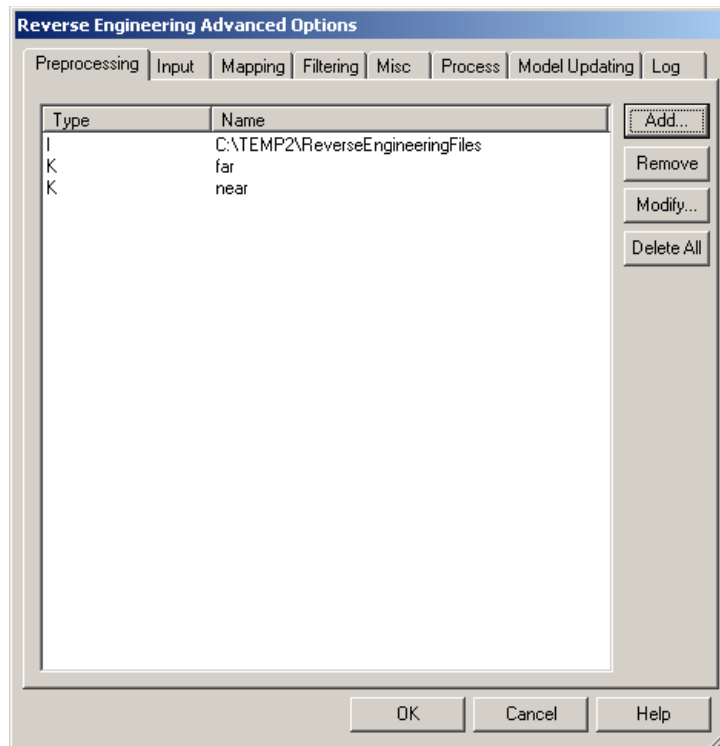 Reverse Engineering Advanced Options
Preprocessing Input Mapping Filtering Misc Process Model Updating Log
Type Name
I C:\TEMP2\ReverseEngineeringFiles
K far
K near
Add...
Remove
Modify...
Delete All
OK Cancel Help